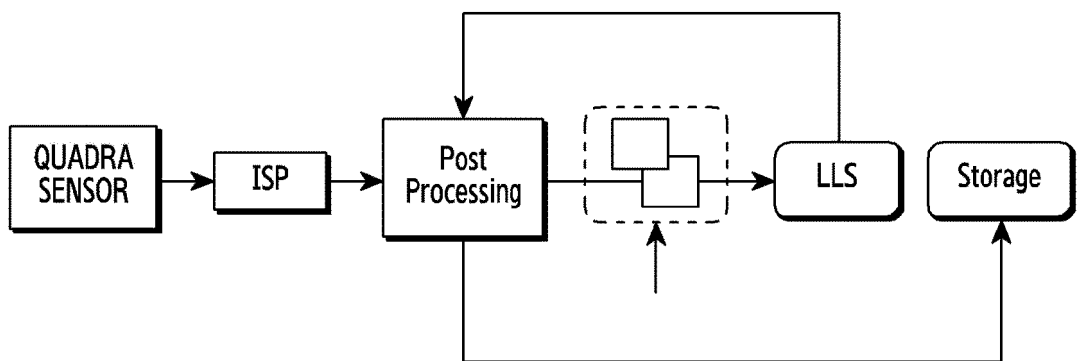 QUADRA
SENSOR
ISP
Post
Processing
LLS
Storage